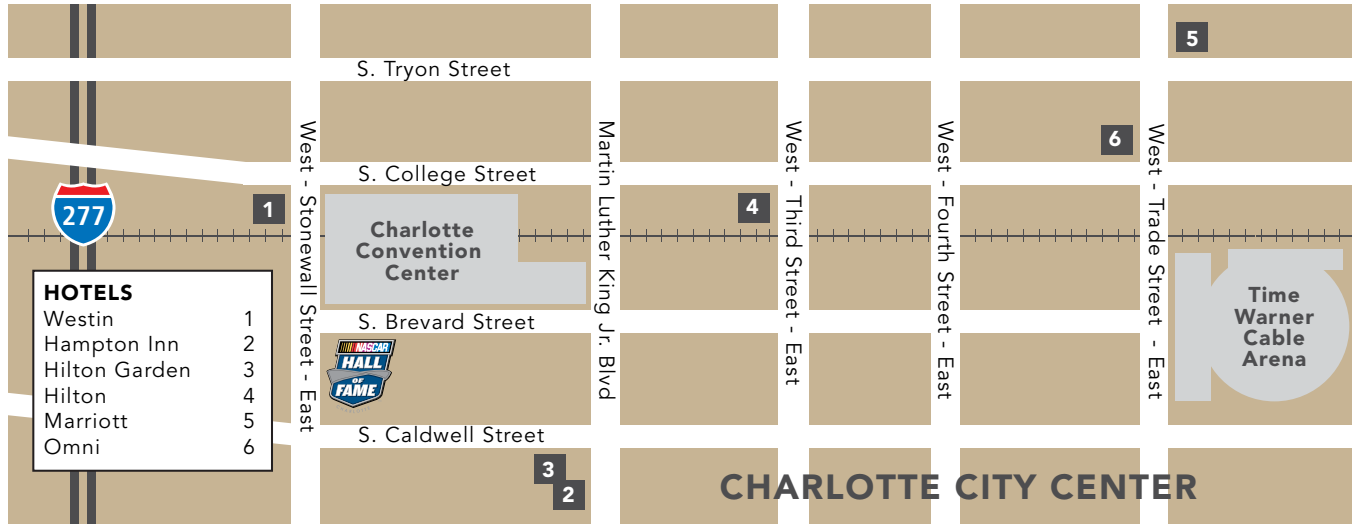 5
S. Tryon Street
6
West - Stonewall Street - East
Martin Luther King Jr. Blvd
West - Third Street - East
West - Fourth Street - East
West - Trade Street - East
S. College Street
277
1
4
Charlotte
Convention
Center
HOTELS
Westin 1
Hampton Inn 2
Hilton Garden 3
Hilton 4
Marriott 5
Omni 6
S. Brevard Street
Time
Warner
Cable
Arena
NASCAR
HALL
OF
FAME
S. Caldwell Street
3
2
CHARLOTTE CITY CENTER